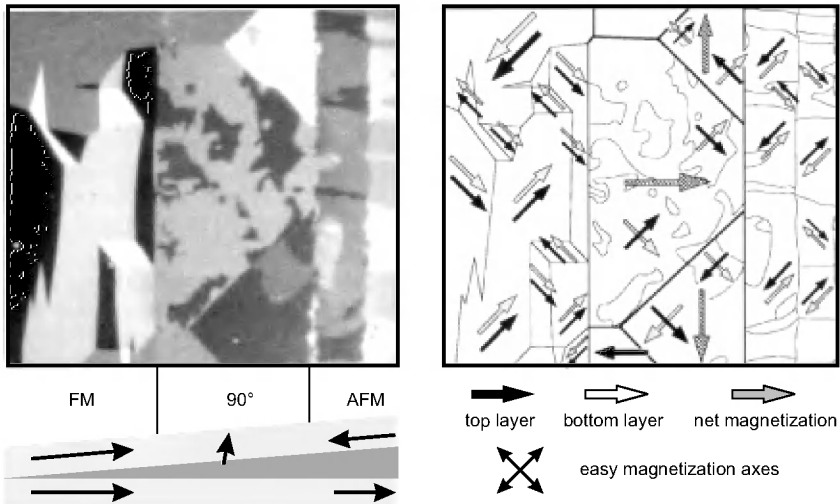 FM 90° AFM
top layer bottom layer net magnetization
easy magnetization axes